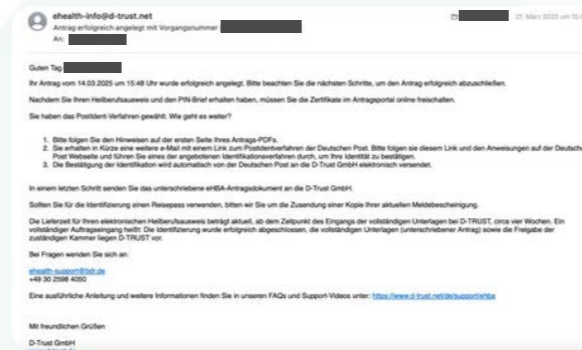 ehealth-info@d-trust.net
21. März 2025 um
Antrag erfolgreich angelegt mit Vorgangsnummer
An:
Guten Tag
Ihr Antrag vom 14.03.2025 um 15:48 Uhr wurde erfolgreich angelegt. Bitte beachten Sie die nächsten Schritte, um den Antrag erfolgreich abzuschließen.
Nachdem Sie Ihren Heilberufsausweis und den PIN-Brief erhalten haben, müssen Sie die Zertifikate im Antragsportal online freischalten.
Sie haben das Postident-Verfahren gewählt. Wie geht es weiter?
1. Bitte folgen Sie den Hinweisen auf der ersten Seite Ihres Antrags-PDFs.
2. Sie erhalten in Kürze eine weitere e-Mail mit einem Link zum Postidentverfahren der Deutschen Post. Bitte folgen sie diesem Link und den Anweisungen auf der Deutsche
Post Webseite und führen Sie eines der angebotenen Identifikationsverfahren durch, um Ihre Identität zu bestätigen.
3. Die Bestätigung der Identifikation wird automatisch von der Deutschen Post an die D-Trust GmbH elektronisch versendet.
In einem letzten Schritt senden Sie das unterschriebene eHBA-Antragsdokument an die D-Trust GmbH.
Sollten Sie für die Identifizierung einen Reisepass verwenden, bitten wir Sie um die Zusendung einer Kopie Ihrer aktuellen Meldebescheinigung.
Die Lieferzeit für Ihren elektronischen Heilberufsausweis beträgt aktuell, ab dem Zeitpunkt des Eingangs der vollständigen Unterlagen bei D-TRUST, circa vier Wochen. Ein
vollständiger Auftragseingang heißt: Die Identifizierung wurde erfolgreich abgeschlossen, die vollständigen Unterlagen (unterschriebener Antrag) sowie die Freigabe der
zuständigen Kammer liegen D-TRUST vor.
Bei Fragen wenden Sie sich an:
ehealth-support@bdr.de
+49 30 2598 4050
Eine ausführliche Anleitung und weitere Informationen finden Sie in unseren FAQs und Support-Videos unter: https://www.d-trust.net/de/support/ehba
Mit freundlichen Grüßen
D-Trust GmbH